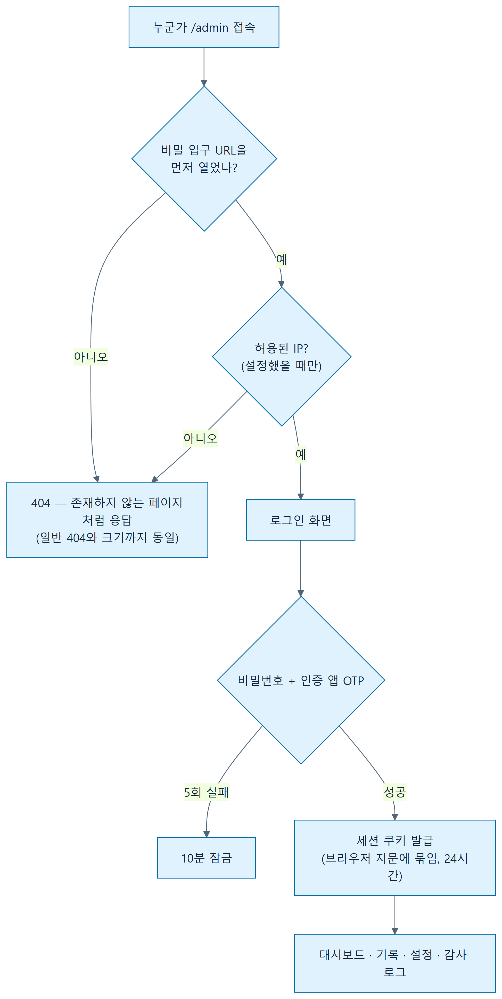 누군가 /admin 접속
비밀 입구 URL을
먼저 열었나?
예
허용된 IP?
(설정했을 때만)
아니오
아니오
예
404 — 존재하지 않는 페이지
처럼 응답
(일반 404와 크기까지 동일)
로그인 화면
비밀번호 + 인증 앱 OTP
5회 실패
성공
세션 쿠키 발급
(브라우저 지문에 묶임, 24시
간)
10분 잠금
대시보드 · 기록 · 설정 · 감사
로그